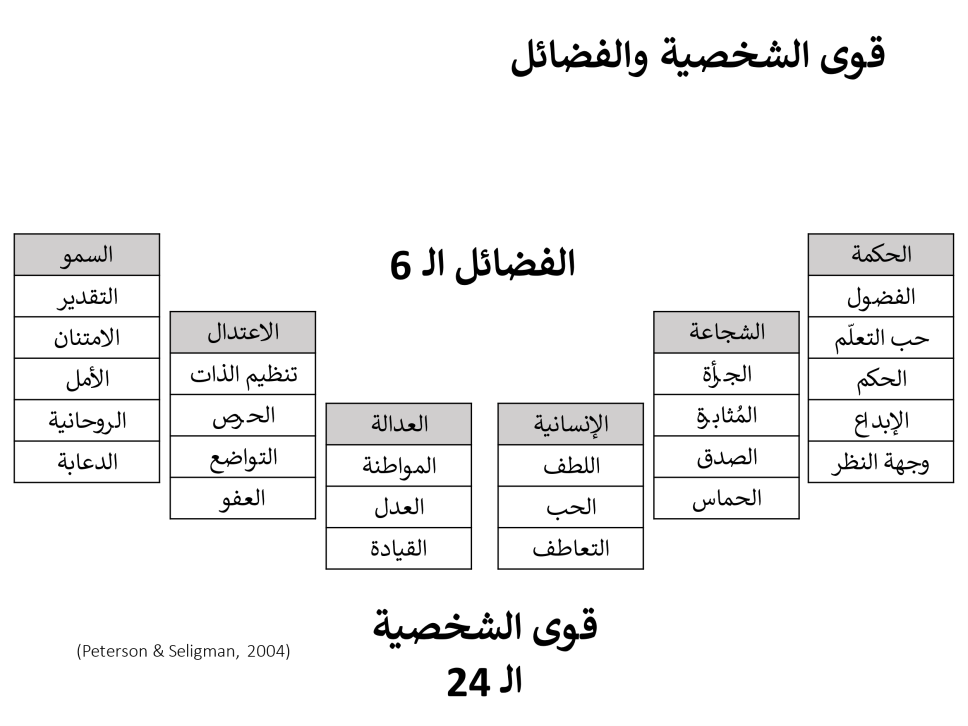 قوى الشخصية والفضائل
الفضائل الـ 6
الحكمة
الفضول
حب التعلّم
الحكم
الإبداع
وجهة النظر
الشجاعة
الجرأة
المُثابرة
الصدق
الحماس
الإنسانية
اللطف
الحب
التعاطف
العدالة
المواطنة
العدل
القيادة
الاعتدال
تنظيم الذات
الحرص
التواضع
العفو
السمو
التقدير
الامتنان
الأمل
الروحانية
الدعابة
قوى الشخصية
الـ 24
(Peterson & Seligman, 2004)